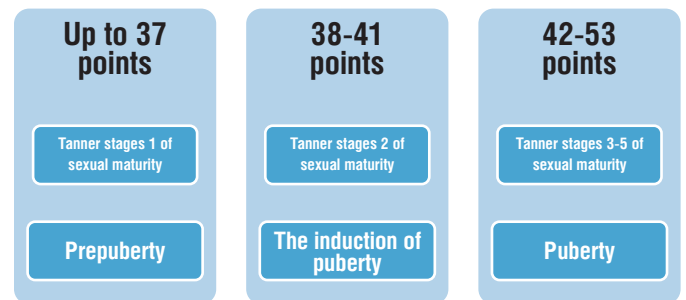 Up to 37
points
Tanner stages 1 of
sexual maturity
Prepuberty
38-41
points
Tanner stages 2 of
sexual maturity
The induction of
puberty
42-53
points
Tanner stages 3-5 of
sexual maturity
Puberty